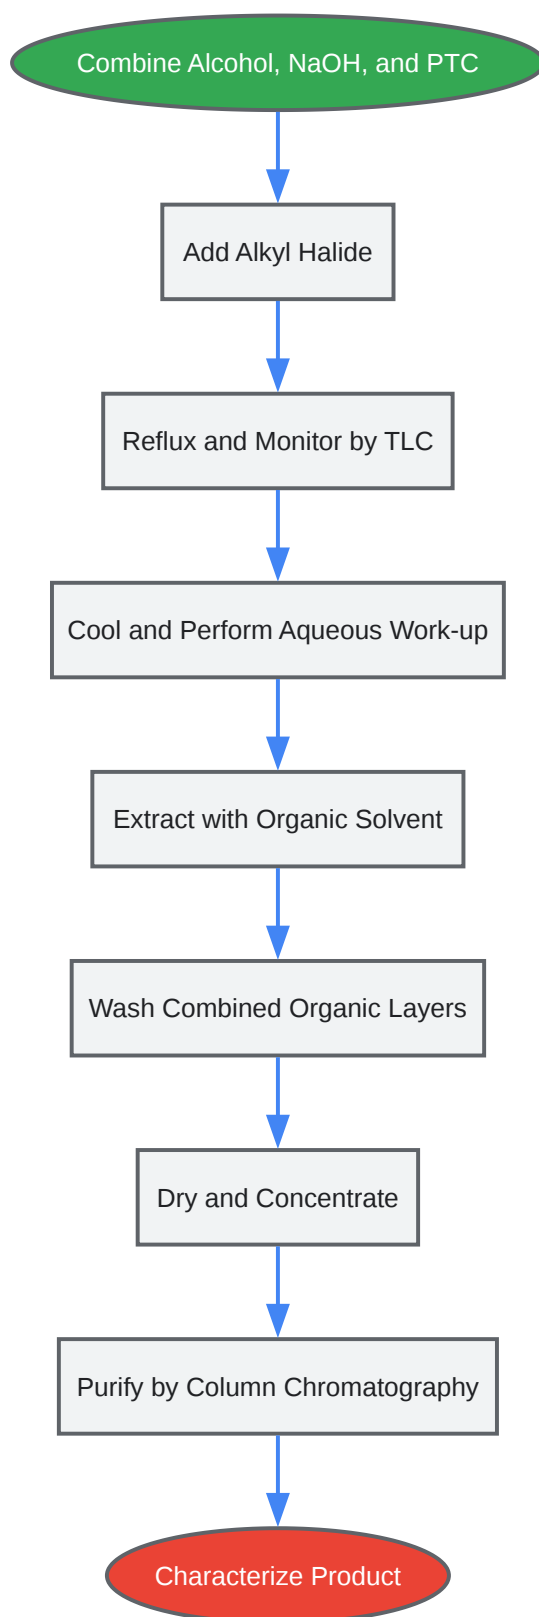 Combine Alcohol, NaOH, and PTC
Add Alkyl Halide
Reflux and Monitor by TLC
Cool and Perform Aqueous Work-up
Extract with Organic Solvent
Wash Combined Organic Layers
Dry and Concentrate
Purify by Column Chromatography
Characterize Product